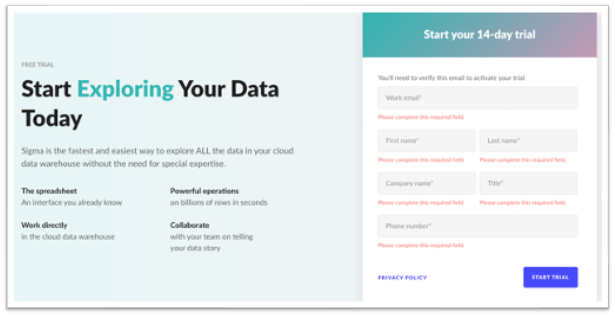 FREE TRIAL
Start Exploring Your Data
Today
Sigma is the fastest and easiest way to explore ALL the data in your cloud
data warehouse without the need for special expertise.
The spreadsheet
An interface you already know
Powerful operations
on billions of rows in seconds
Work directly
in the cloud data warehouse
Collaborate
with your team on telling
your data story
Start your 14-day trial
You'll need to verify this email to activate your trial.
Work email*
Please complete this required field.
First name*
Last name*
Please complete this required field.
Please complete this required field.
Company name*
Title*
Please complete this required field.
Please complete this required field.
Phone number*
Please complete this required field.
PRIVACY POLICY
START TRIAL